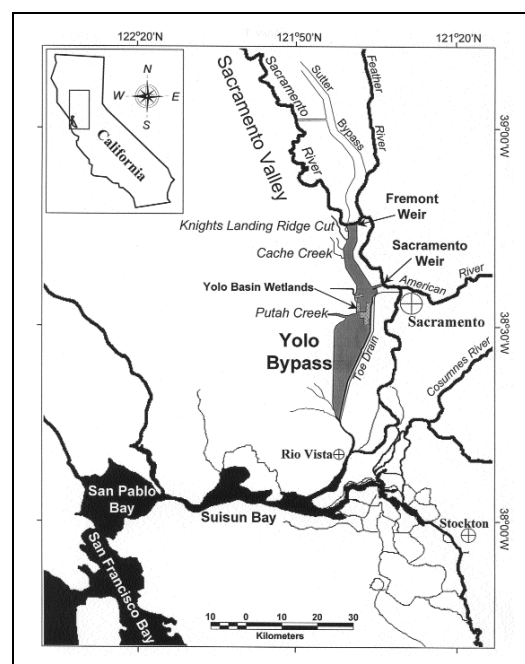 122°20
121°50
121°20
N
W E
S
California
Sacramento Valley
Sacramento
River
Sutter
Bypass
Feather
River
39°00
Fremont
Weir
Knights Landing Ridge Cut
Cache Creek
Sacramento
Weir
American
River
Yolo Basin Wetlands
Putah Creek
Sacramento
Yolo
Bypass
Toe Drain
38°30
Cosumnes River
Rio Vista
San Pablo
Bay
Suisun Bay
Stockton
38°00
San Francisco Bay
10 0 10 20 30
Kilometers